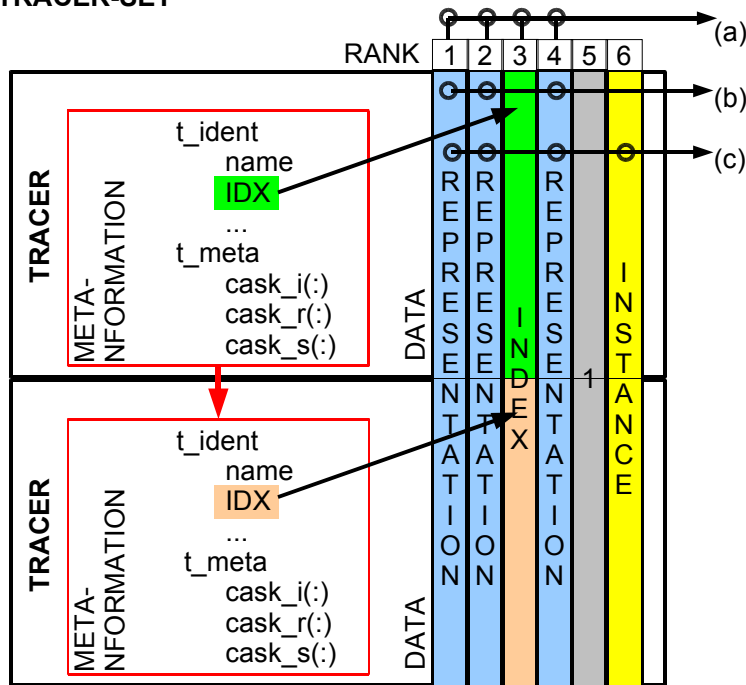 TRACER-SET
(a)
RANK 1 2 3 4 5 6
(b)
(c)
TRACER
META-
NFORMATION
t_ident
name
IDX
...
t_meta
cask_i(:)
cask_r(:)
cask_s(:)
DATA
TRACER
META-
NFORMATION
t_ident
name
IDX
...
t_meta
cask_i(:)
cask_r(:)
cask_s(:)
DATA
REPRESENTATION
REPRESENTATION
INDEX
REPRESENTATION
1
INSTANCE